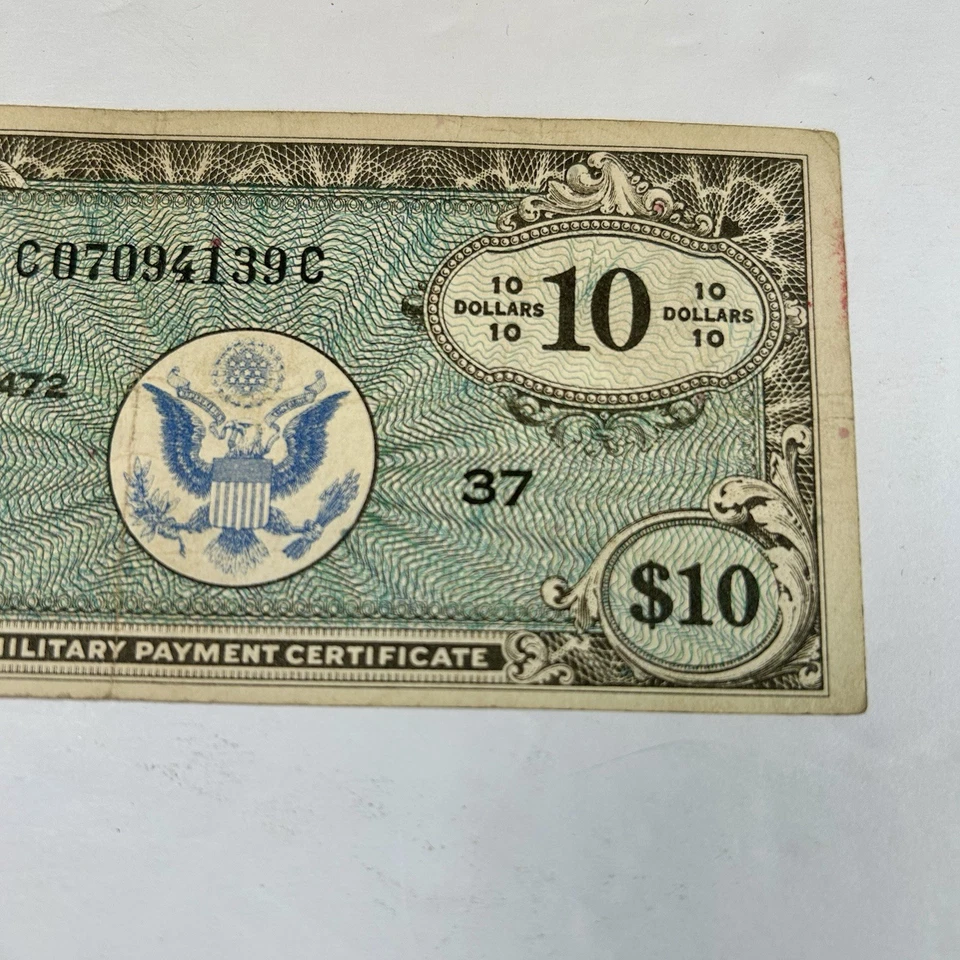 C07094139C
10 10 10
DOLLARS DOLLARS
10 10
472
37
$10
MILITARY PAYMENT CERTIFICATE